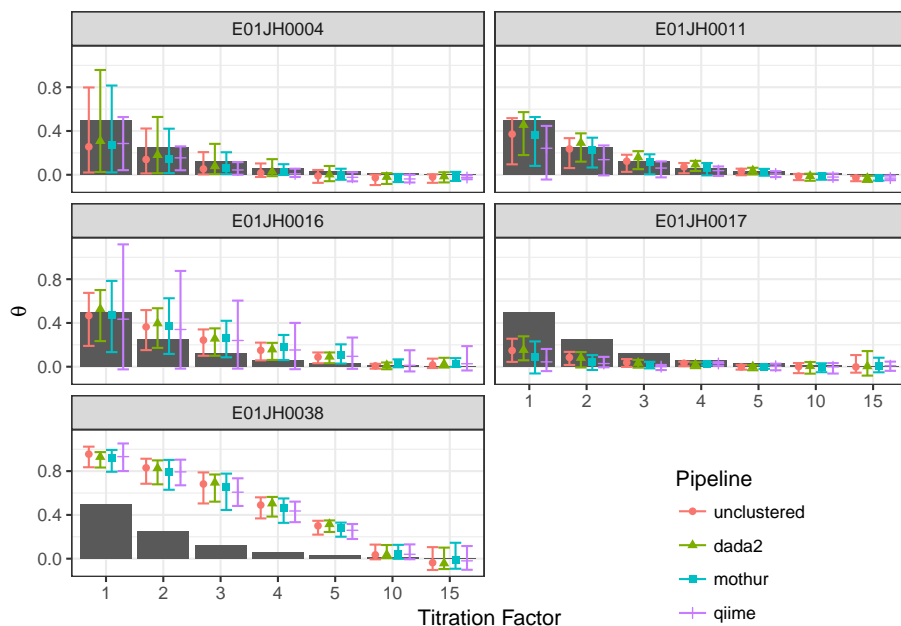 E01JH0004
E01JH0011
0.8
0.4
0.0
E01JH0016
E01JH0017
0.8
0.4
0.0
1 2 3 4 5 10 15
E01JH0038
0.8
0.4
0.0
1 2 3 4 5 10 15
θ
Titration Factor
Pipeline
unclustered
dada2
mothur
qiime